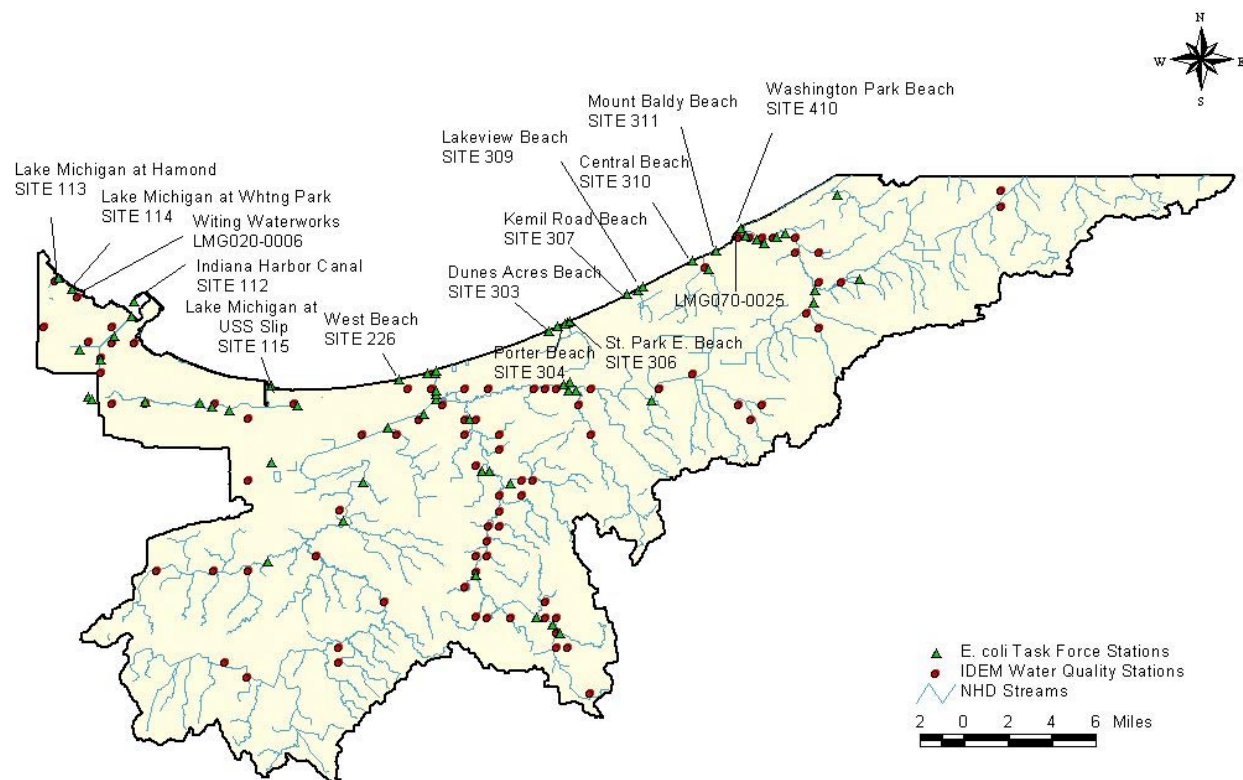 N
W
E
S
Washington Park Beach
SITE 410
Mount Baldy Beach
SITE 311
Lakeview Beach
SITE 309
Central Beach
SITE 310
Lake Michigan at Hamond
SITE 113
Lake Michigan at Whtng Park
SITE 114
Witing Waterworks
LMG020-0006
Kemil Road Beach
SITE 307
Indiana Harbor Canal
SITE 112
Dunes Acres Beach
SITE 303
LMG070-0025
Lake Michigan at
USS Slip
SITE 115
West Beach
SITE 226
Porter Beach
SITE 304
St. Park E. Beach
SITE 306
E. coli Task Force Stations
IDEM Water Quality Stations
NHD Streams
2 0 2 4 6 Miles